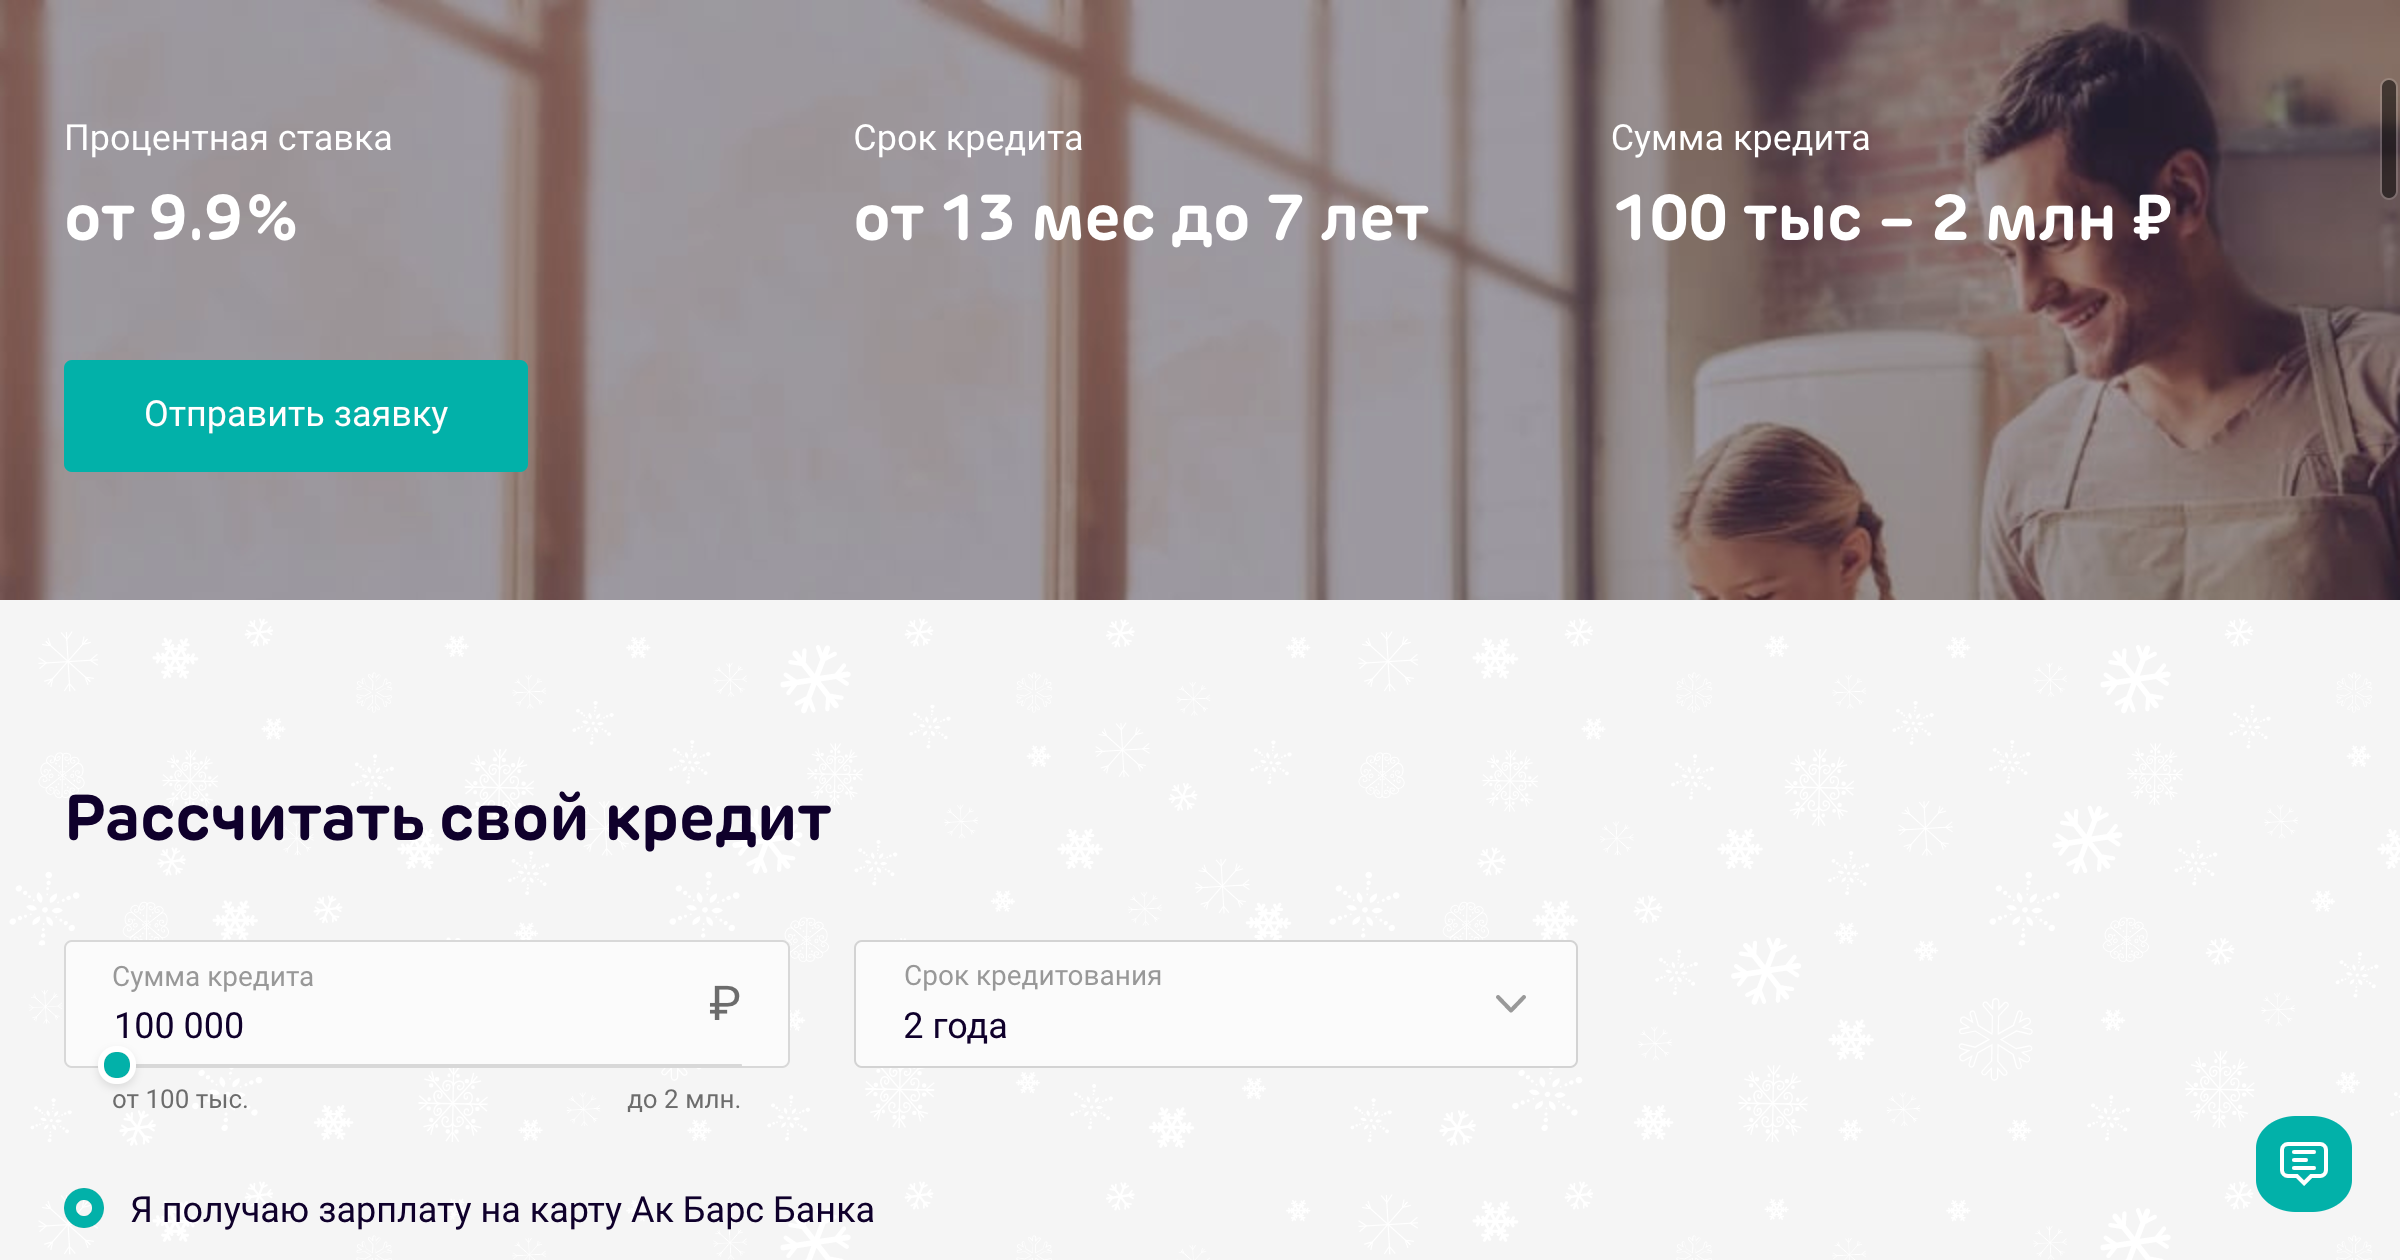 Процентная ставка
от 9.9%
Срок кредита
от 13 мес до 7 лет
Сумма кредита
100 тыс – 2 млн ₽
Отправить заявку
Рассчитать свой кредит
Сумма кредита
100 000 ₽
от 100 тыс.
до 2 млн.
Срок кредитования
2 года
Я получаю зарплату на карту Ак Барс Банка